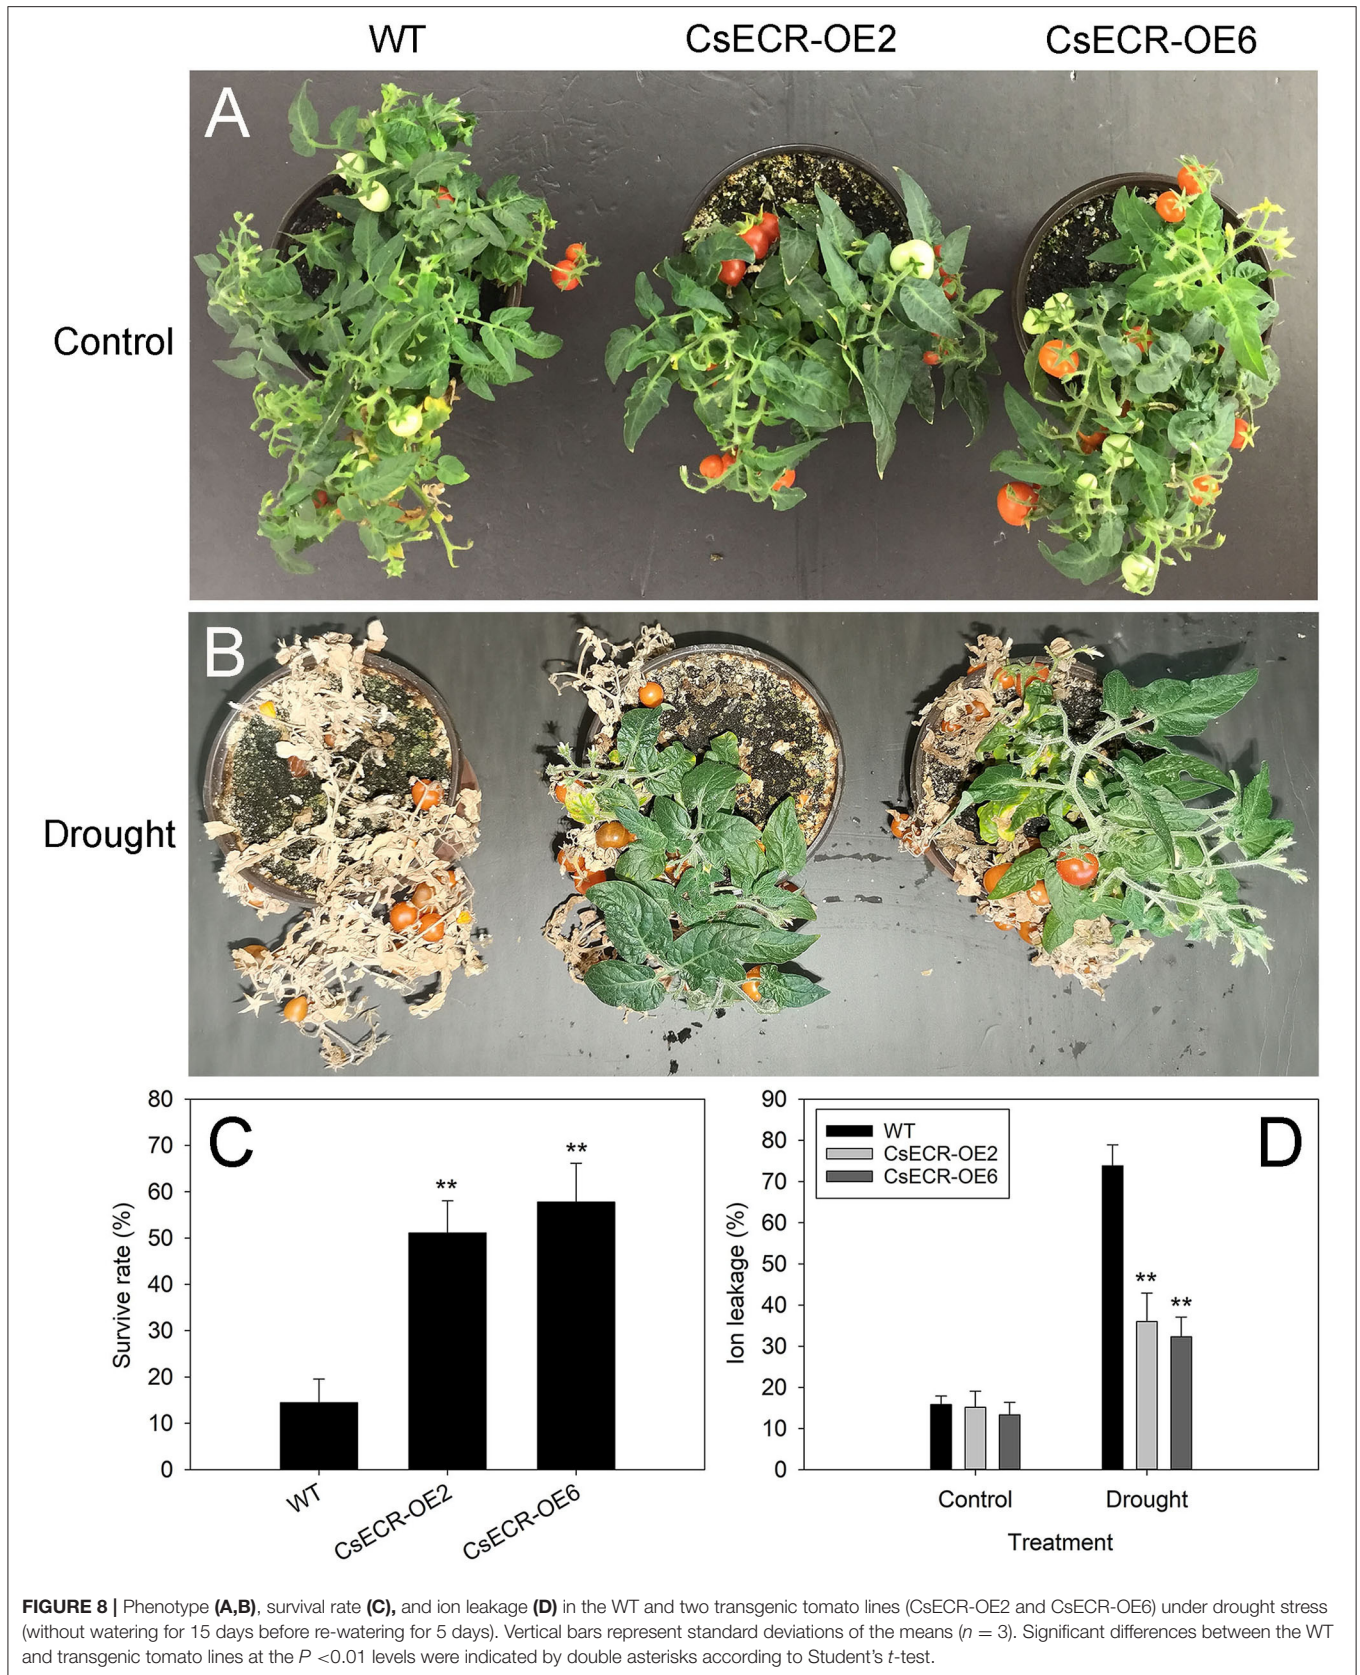 WT CsECR-OE2 CsECR-OE6
A
Control
B
Drought
80
70
60
50
40
30
20
10
0
Survive rate (%)
C
**
**
WT
CsECR-OE2
CsECR-OE6
90
80
70
60
50
40
30
20
10
0
Ion leakage (%)
WT
CsECR-OE2
CsECR-OE6
D
**
**
Control Drought
Treatment
FIGURE 8 | Phenotype (A,B), survival rate (C), and ion leakage (D) in the WT and two transgenic tomato lines (CsECR-OE2 and CsECR-OE6) under drought stress
(without watering for 15 days before re-watering for 5 days). Vertical bars represent standard deviations of the means (n = 3). Significant differences between the WT
and transgenic tomato lines at the P <0.01 levels were indicated by double asterisks according to Student's t-test.